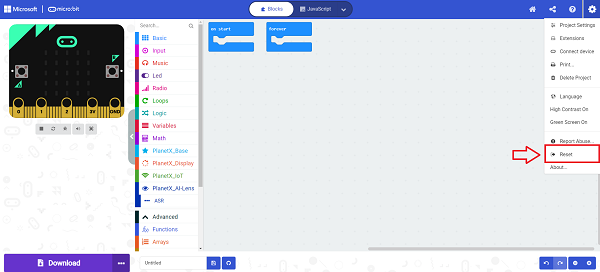 Microsoft
micro:bit
Blocks
JavaScript
Search...
Basic
Input
Music
Led
Radio
Loops
Logic
Variables
Math
PlanetX_Base
PlanetX_Display
PlanetX_IoT
PlanetX_AI-Lens
ASR
Advanced
Functions
Arrays
on start
forever
Project Settings
Extensions
Connect device
Print...
Delete Project
Language
High Contrast On
Green Screen On
Report Abuse...
Reset
About...
0
1
2
3V
GND
Download
Untitled